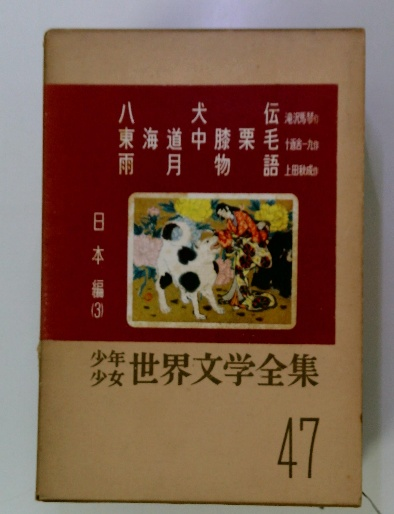 八犬伝 滝沢馬琴作
東海道中膝栗毛 十返舎一九作
雨月物語 上田秋成作
日本編(3)
少年少女 世界文学全集
47